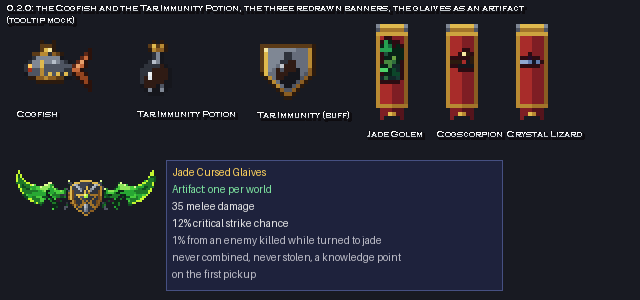 0.2.0: the Cogfish and the Tar Immunity Potion, the three redrawn banners, the glaives as an artifact
(tooltip mock)
Cogfish
Tar Immunity Potion
Tar Immunity (buff)
Jade Golem
Cogscorpion
Crystal Lizard
Jade Cursed Glaives
Artifact one per world
35 melee damage
12% critical strike chance
1% from an enemy killed while turned to jade
never combined, never stolen, a knowledge point
on the first pickup